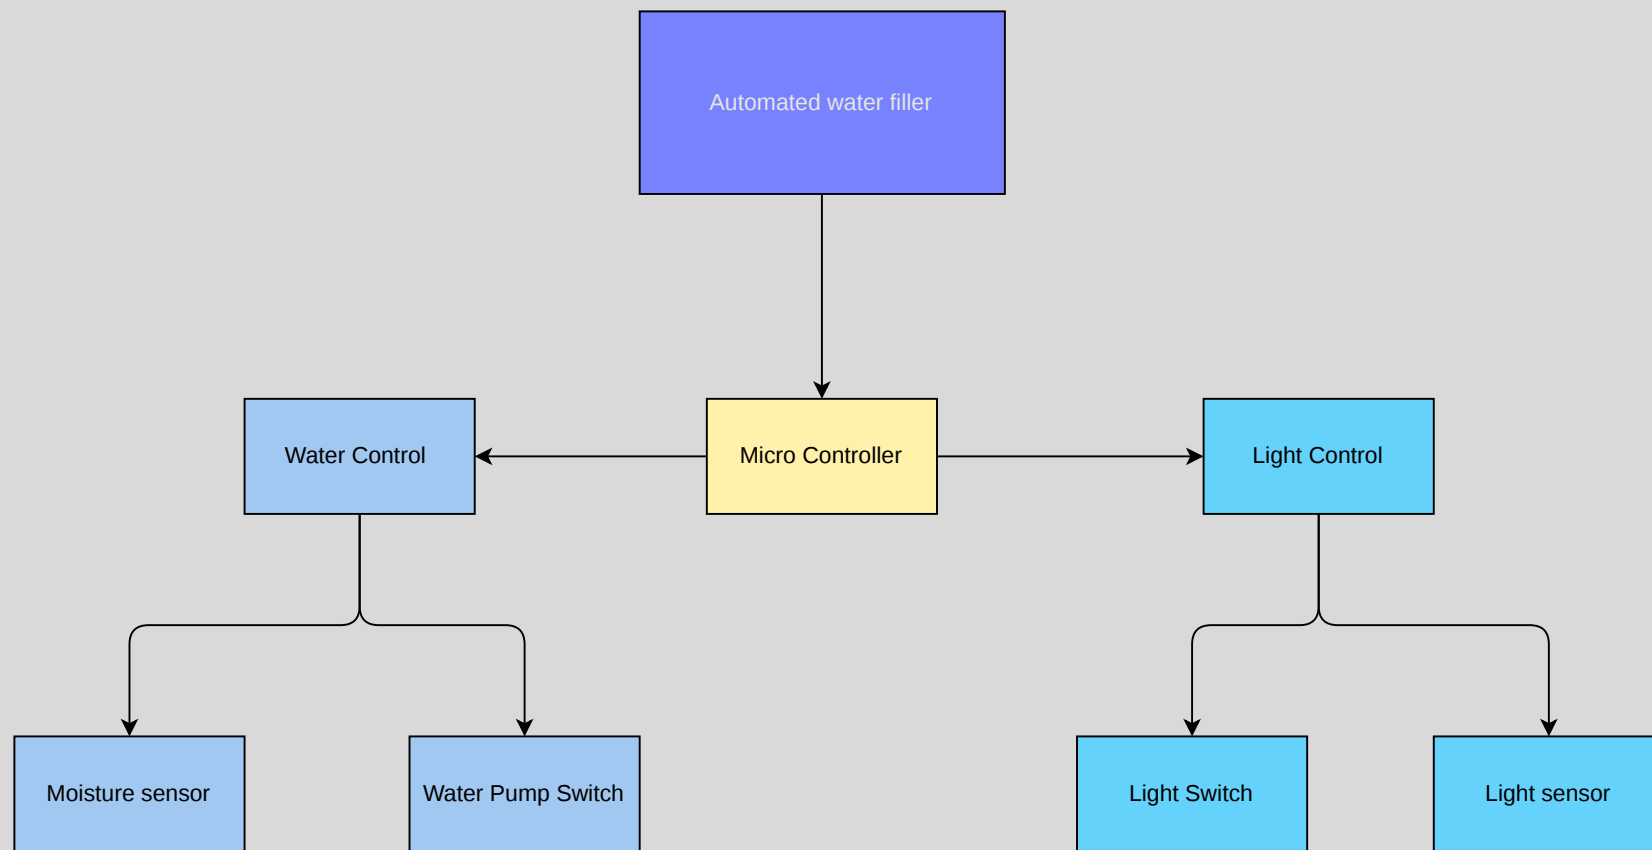 Automated water filler
Water Control
Micro Controller
Light Control
Moisture sensor
Water Pump Switch
Light Switch
Light sensor